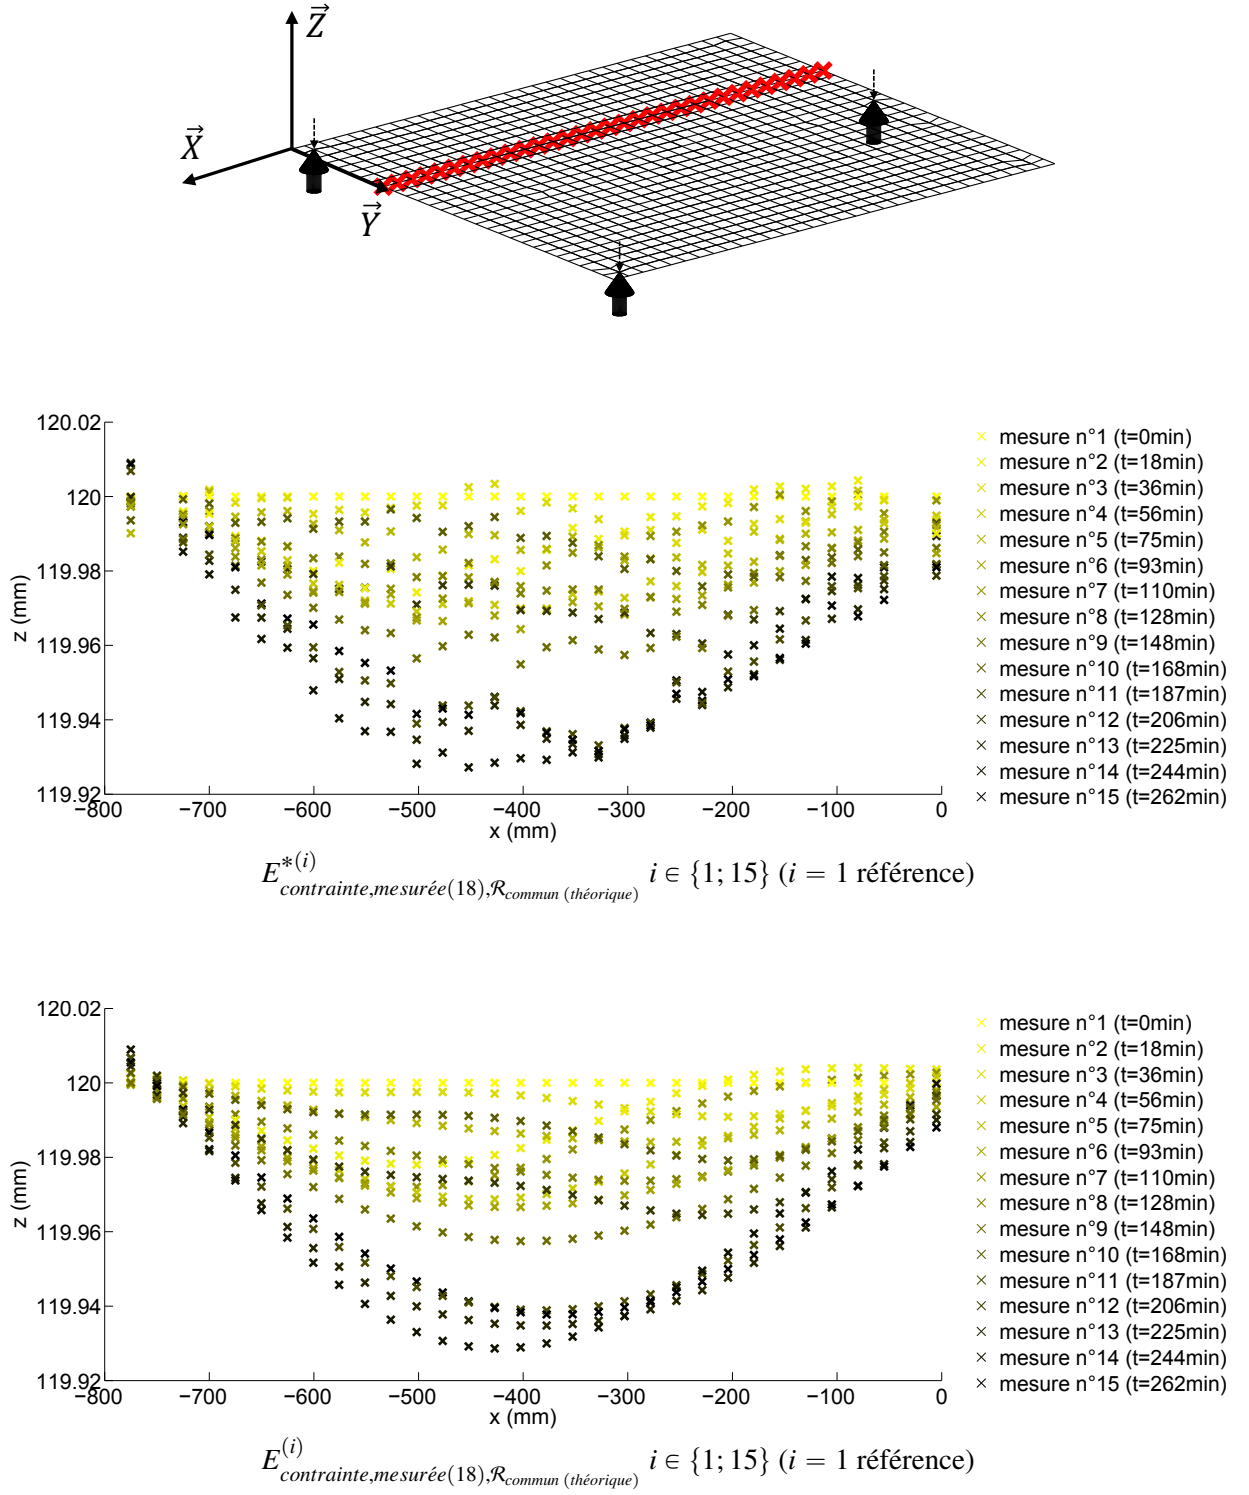 Z
X
Y
120.02
120
119.98
119.96
119.94
119.92
z (mm)
−800 −700 −600 −500 −400 −300 −200 −100 0
x (mm)
mesure n°1 (t=0min)
mesure n°2 (t=18min)
mesure n°3 (t=36min)
mesure n°4 (t=56min)
mesure n°5 (t=75min)
mesure n°6 (t=93min)
mesure n°7 (t=110min)
mesure n°8 (t=128min)
mesure n°9 (t=148min)
mesure n°10 (t=168min)
mesure n°11 (t=187min)
mesure n°12 (t=206min)
mesure n°13 (t=225min)
mesure n°14 (t=244min)
mesure n°15 (t=262min)
E*(i) contrainte,mesurée(18),R commun (théorique) i ∈ {1; 15} (i = 1 référence)
120.02
120
119.98
119.96
119.94
119.92
z (mm)
−800 −700 −600 −500 −400 −300 −200 −100 0
x (mm)
mesure n°1 (t=0min)
mesure n°2 (t=18min)
mesure n°3 (t=36min)
mesure n°4 (t=56min)
mesure n°5 (t=75min)
mesure n°6 (t=93min)
mesure n°7 (t=110min)
mesure n°8 (t=128min)
mesure n°9 (t=148min)
mesure n°10 (t=168min)
mesure n°11 (t=187min)
mesure n°12 (t=206min)
mesure n°13 (t=225min)
mesure n°14 (t=244min)
mesure n°15 (t=262min)
E(i) contrainte,mesurée(18),R commun (théorique) i ∈ {1; 15} (i = 1 référence)